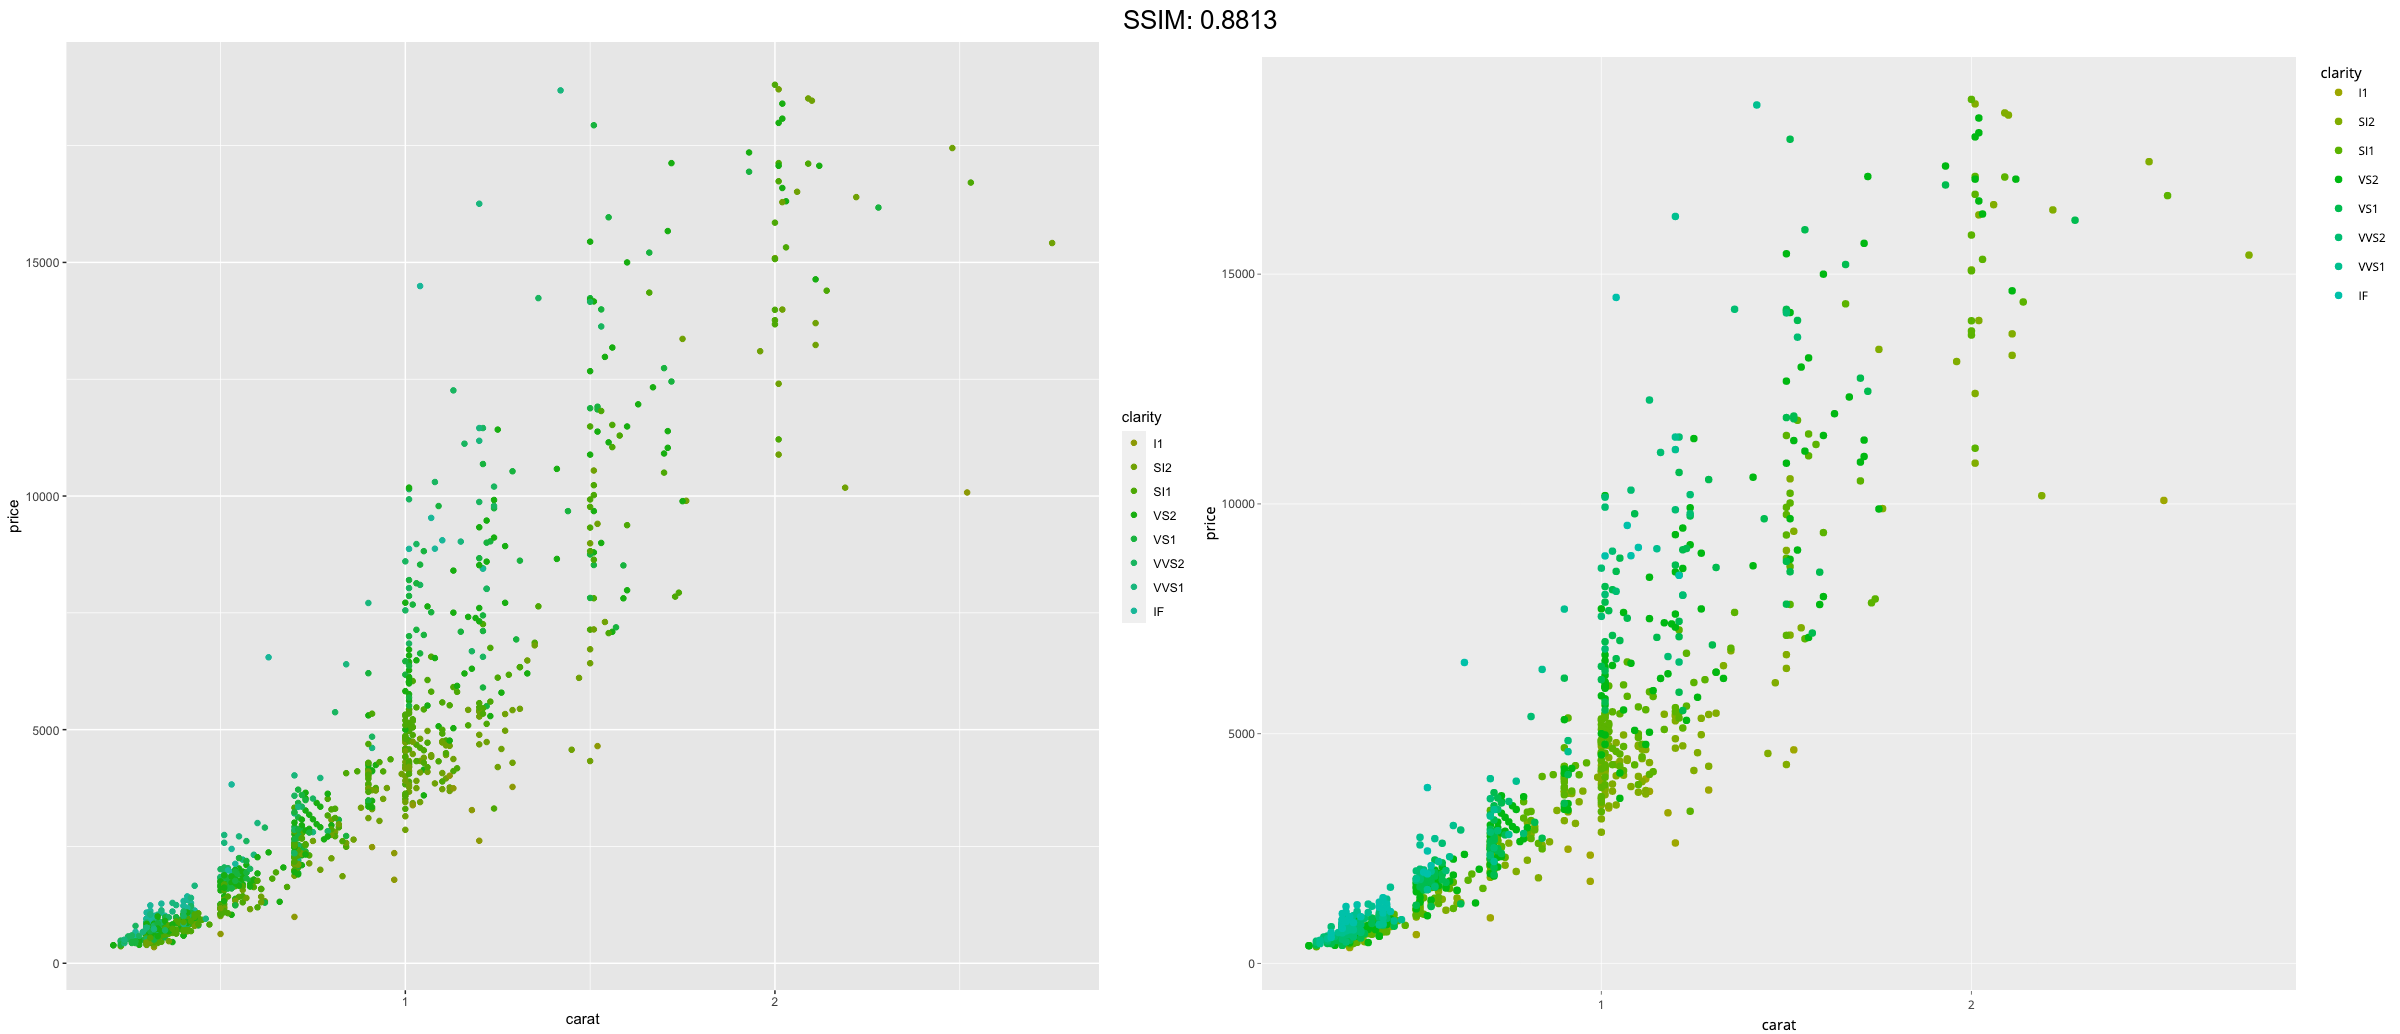 SSIM: 0.8813
price
15000
10000
5000
0
1
2
carat
clarity
I1
SI2
SI1
VS2
VS1
VVS2
VVS1
IF
price
15000
10000
5000
0
1
2
carat
clarity
I1
SI2
SI1
VS2
VS1
VVS2
VVS1
IF